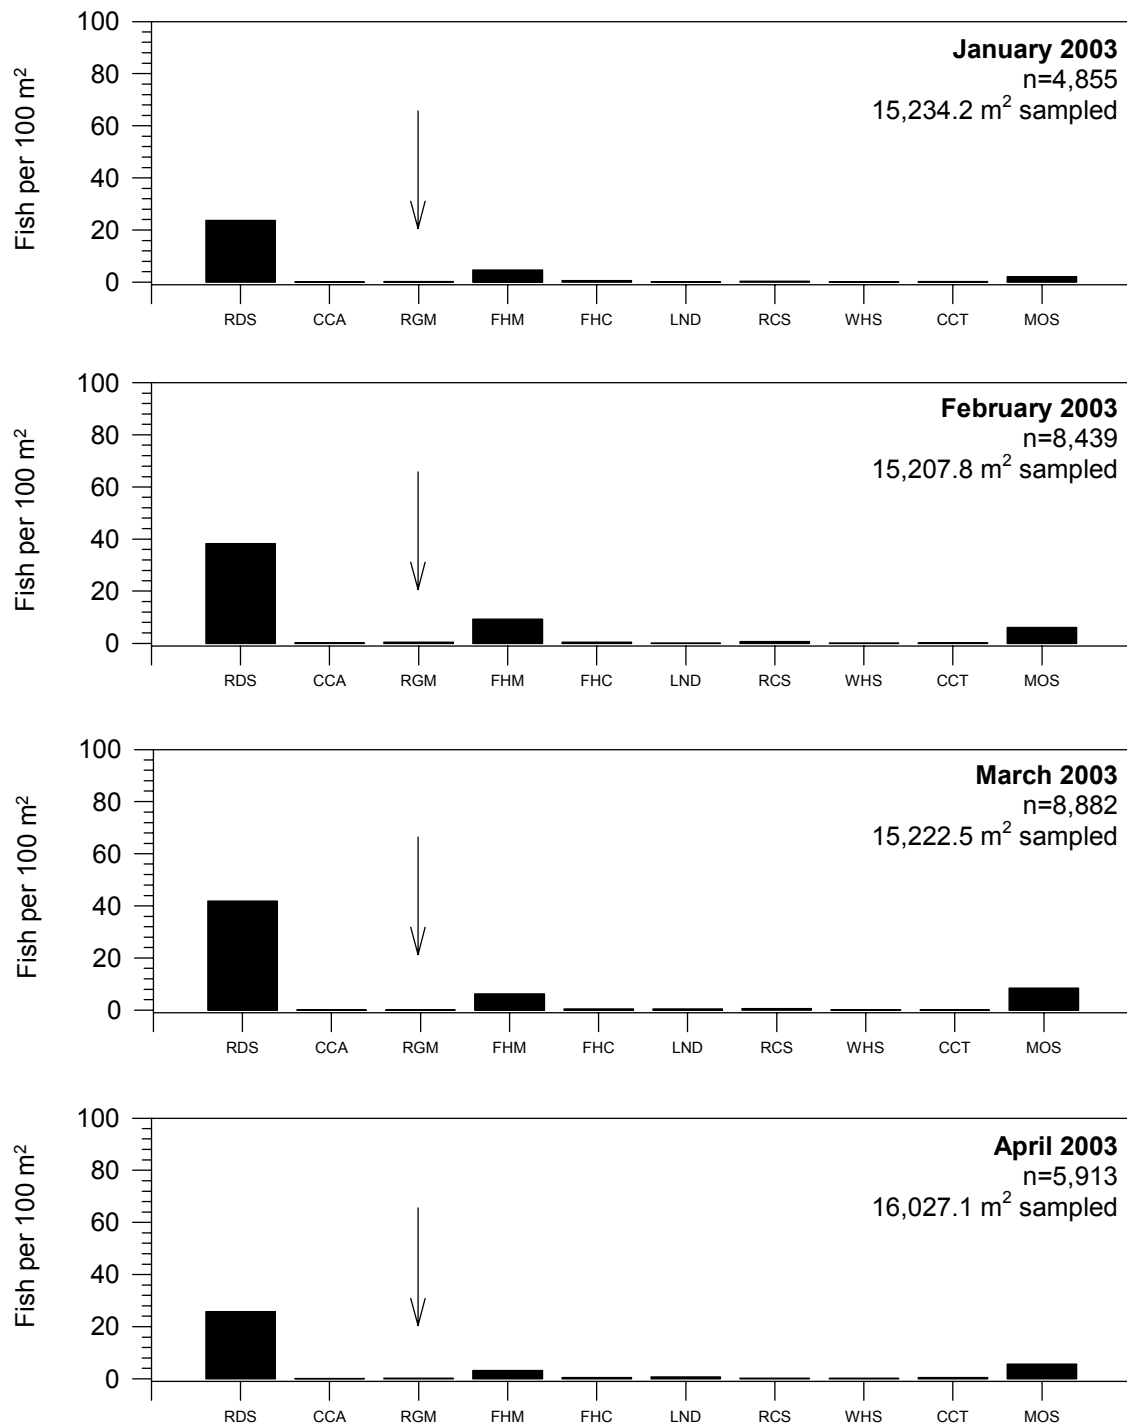 Fish per 100 m²
100
80
60
40
20
0
January 2003
n=4,855
15,234.2 m² sampled
RDS CCA RGM FHM FHC LND RCS WHS CCT MOS
Fish per 100 m²
100
80
60
40
20
0
February 2003
n=8,439
15,207.8 m² sampled
RDS CCA RGM FHM FHC LND RCS WHS CCT MOS
Fish per 100 m²
100
80
60
40
20
0
March 2003
n=8,882
15,222.5 m² sampled
RDS CCA RGM FHM FHC LND RCS WHS CCT MOS
Fish per 100 m²
100
80
60
40
20
0
April 2003
n=5,913
16,027.1 m² sampled
RDS CCA RGM FHM FHC LND RCS WHS CCT MOS